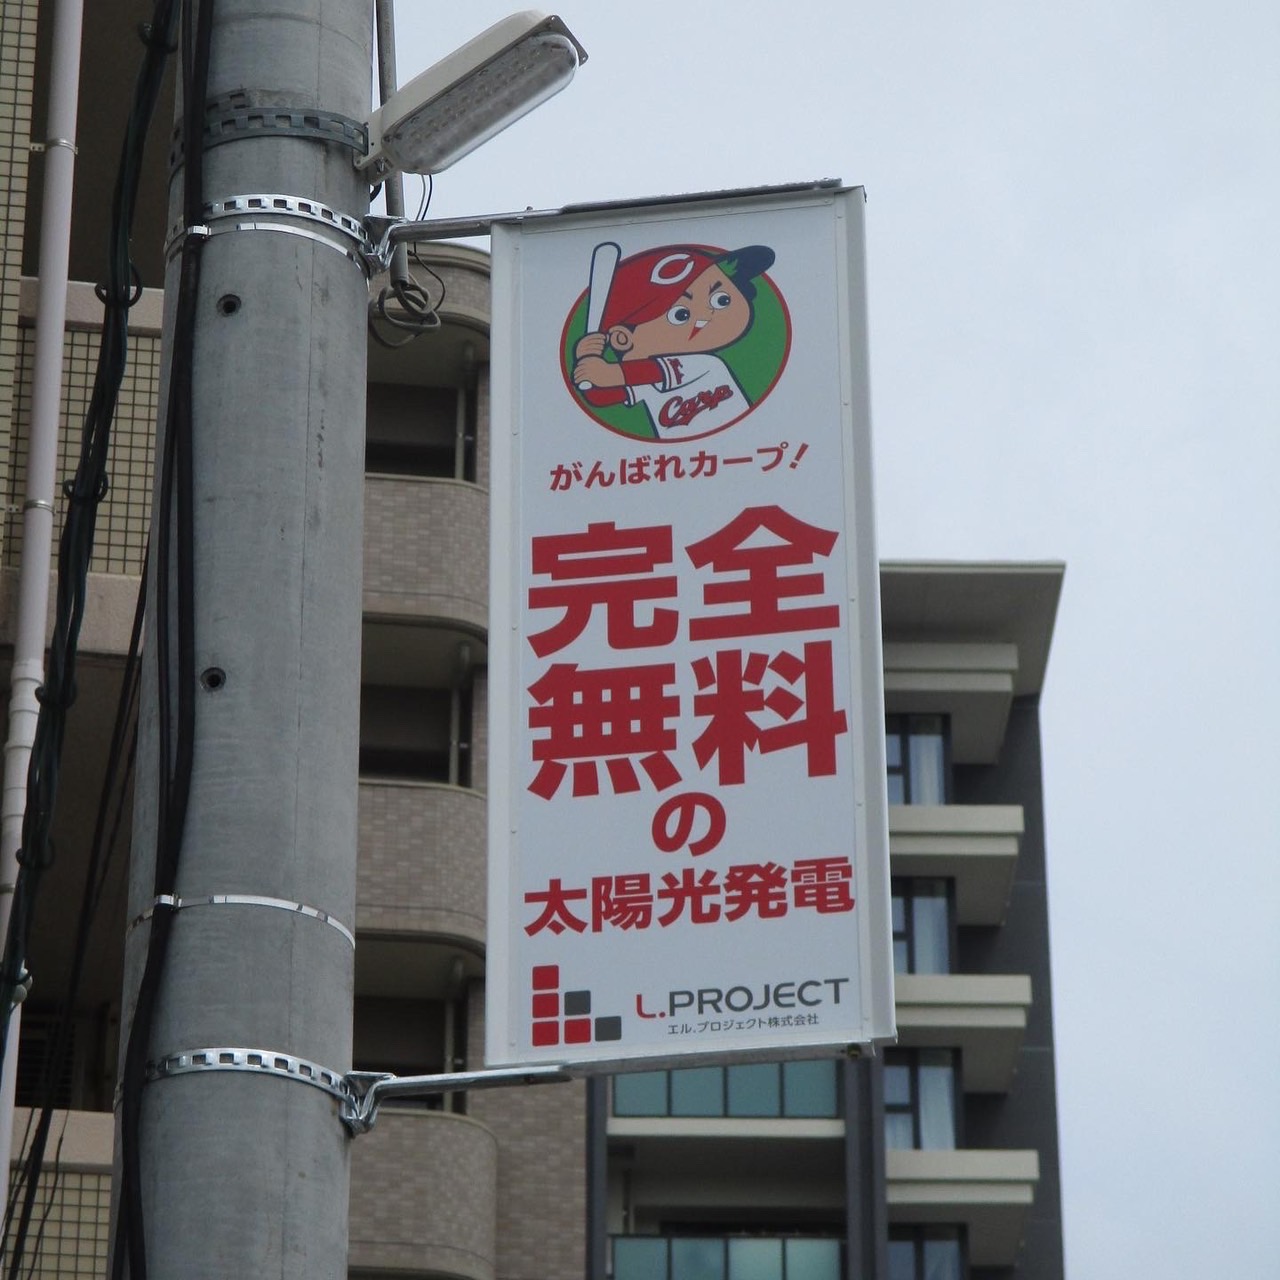 C
Carp
がんばれカープ!
完全
無料
の
太陽光発電
L.PROJECT
エル.プロジェクト株式会社